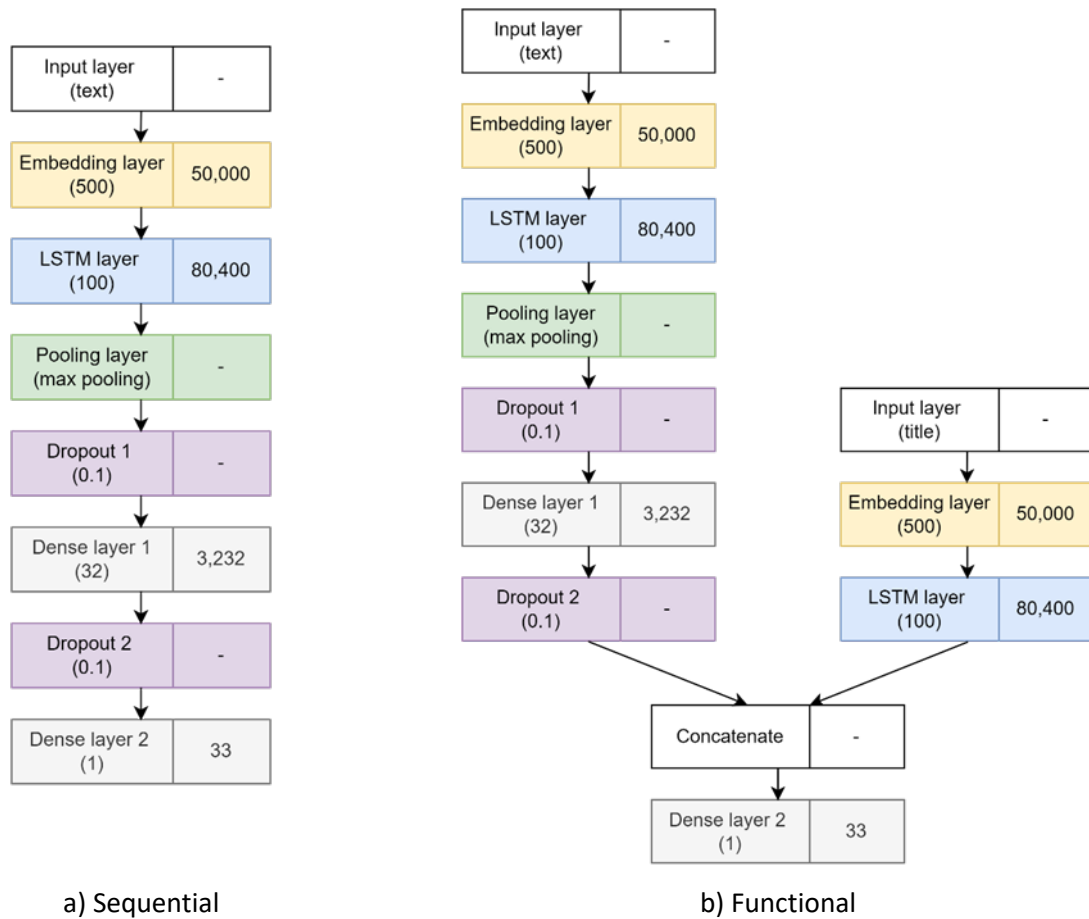 Input layer
(text)
-
Embedding layer
(500)
50,000
LSTM layer
(100)
80,400
Pooling layer
(max pooling)
-
Dropout 1
(0.1)
-
Dense layer 1
(32)
3,232
Dropout 2
(0.1)
-
Dense layer 2
(1)
33
a) Sequential
Input layer
(text)
-
Embedding layer
(500)
50,000
LSTM layer
(100)
80,400
Pooling layer
(max pooling)
-
Dropout 1
(0.1)
-
Dense layer 1
(32)
3,232
Dropout 2
(0.1)
-
Input layer
(title)
-
Embedding layer
(500)
50,000
LSTM layer
(100)
80,400
Concatenate
-
Dense layer 2
(1)
33
b) Functional